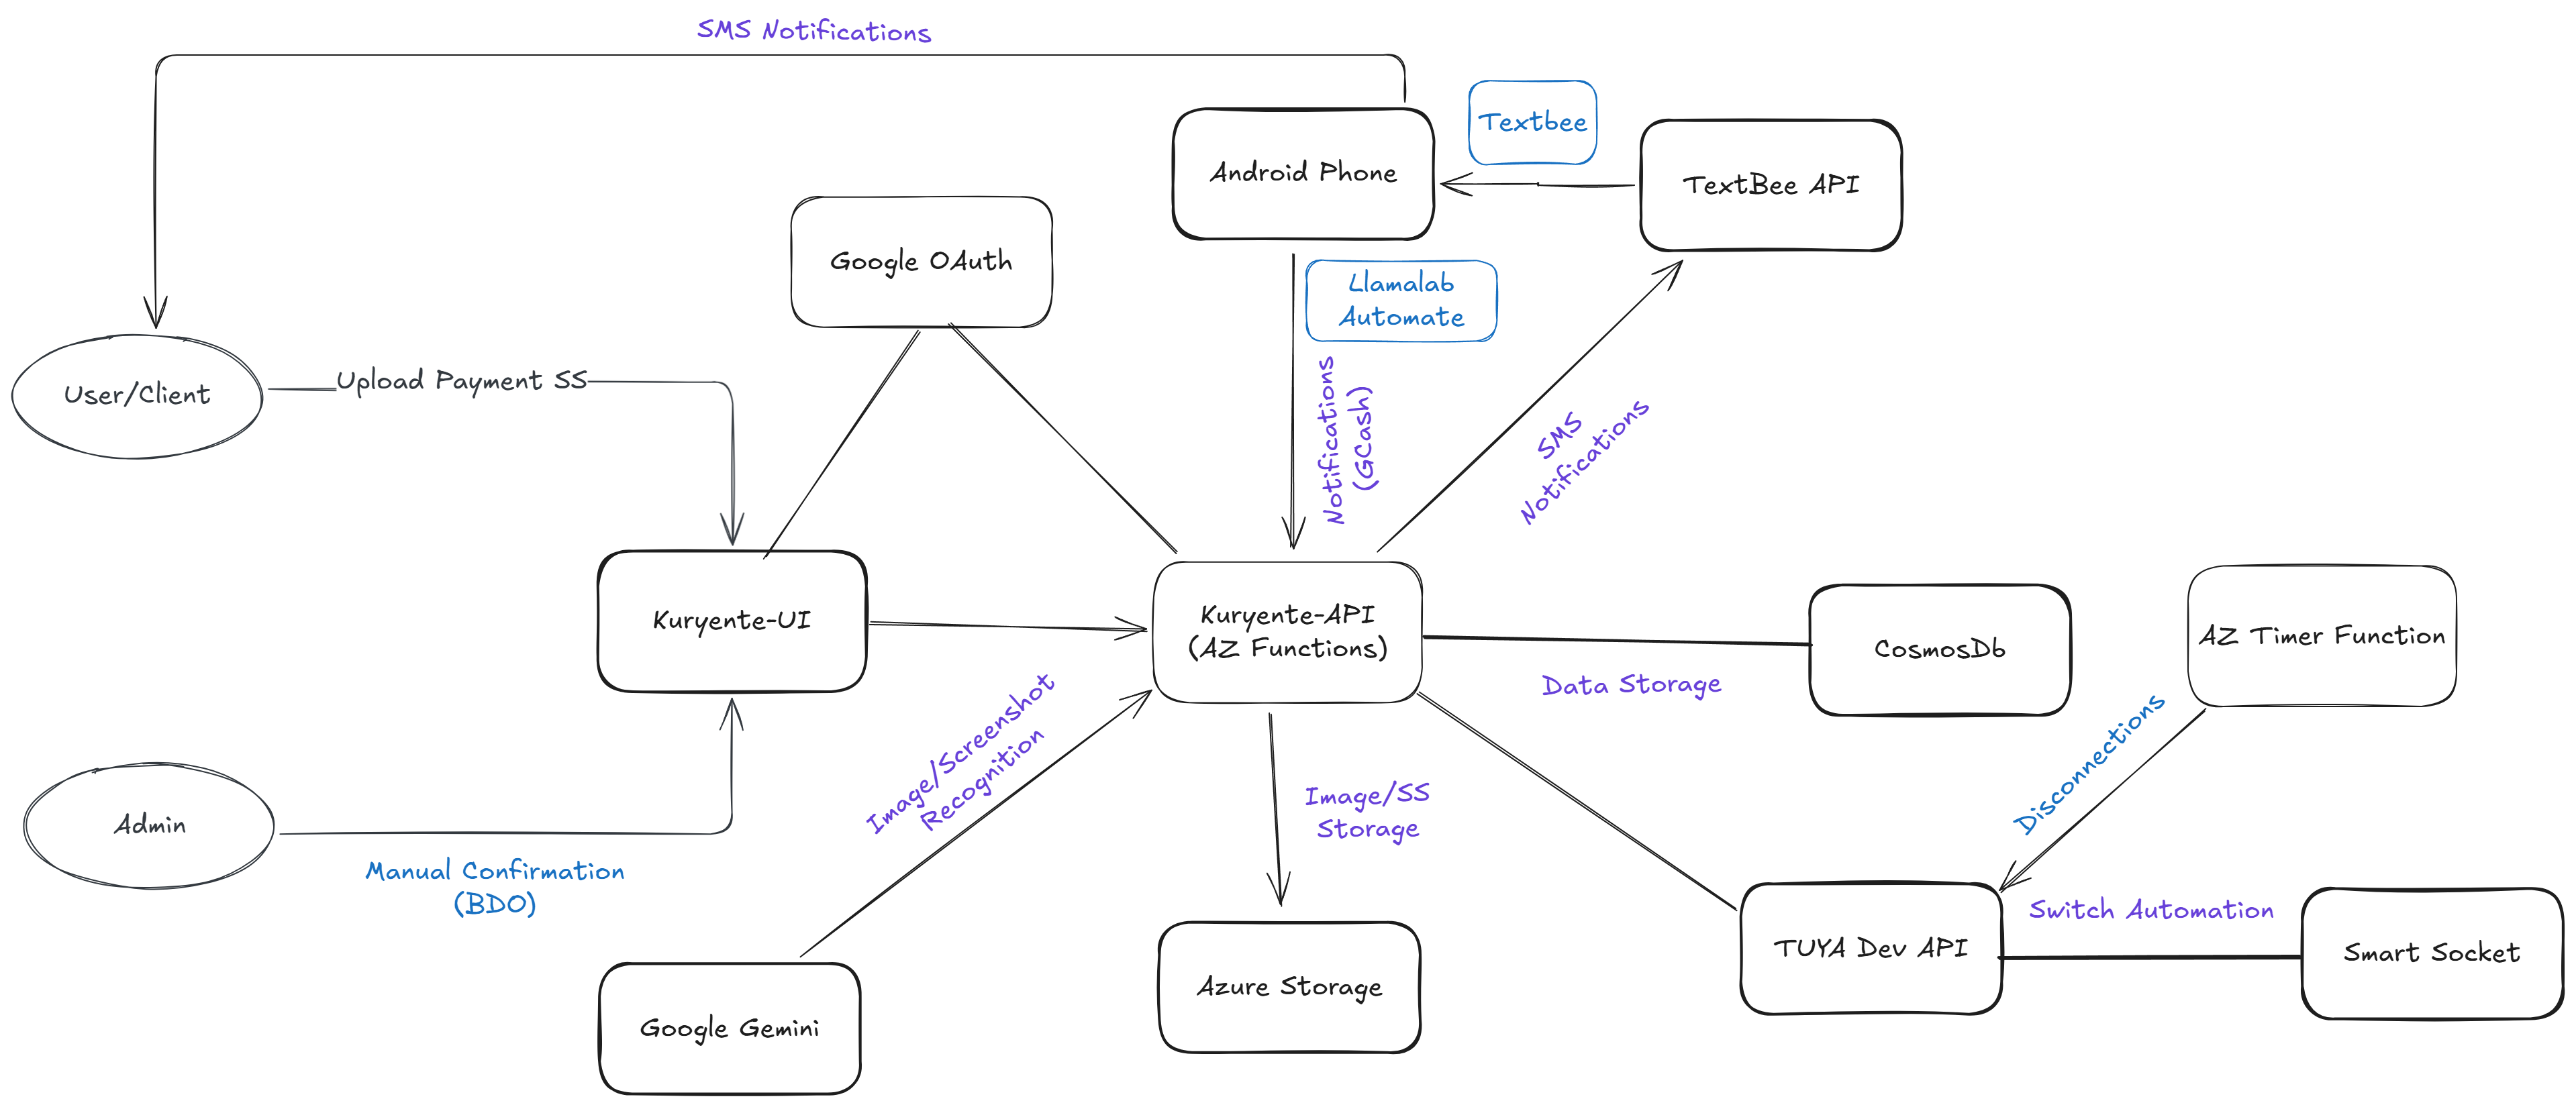 SMS Notifications
Textbee
Android Phone
TextBee API
Google OAuth
Llamalab
Automate
User/Client
Upload Payment SS
Notifications
(GCash)
SMS
Notifications
Kuryente-UI
Kuryente-API
(AZ Functions)
CosmosDb
AZ Timer Function
Data Storage
Image/Screenshot
Recognition
Disconnections
Admin
Manual Confirmation
(BDO)
Image/SS
Storage
Switch Automation
TUYA Dev API
Smart Socket
Azure Storage
Google Gemini